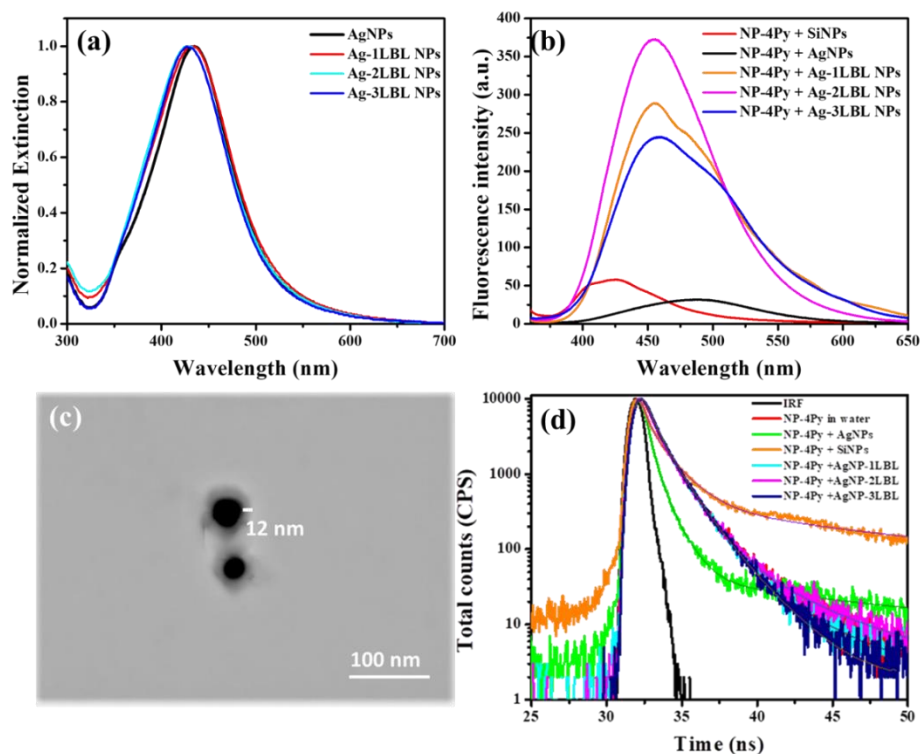 (a)
AgNPs
Ag-1LBL NPs
Ag-2LBL NPs
Ag-3LBL NPs
Normalized Extinction
1.0
0.8
0.6
0.4
0.2
0.0
300 400 500 600 700
Wavelength (nm)
(b)
NP-4Py + SiNPs
NP-4Py + AgNPs
NP-4Py + Ag-1LBL NPs
NP-4Py + Ag-2LBL NPs
NP-4Py + Ag-3LBL NPs
Fluorescence intensity (a.u.)
400
350
300
250
200
150
100
50
0
400 450 500 550 600 650
Wavelength (nm)
(c)
12 nm
100 nm
(d)
IRF
NP-4Py in water
NP-4Py + AgNPs
NP-4Py + SiNPs
NP-4Py +AgNP-1LBL
NP-4Py +AgNP-2LBL
NP-4Py +AgNP-3LBL
Total counts (CPS)
10000
1000
100
10
1
25 30 35 40 45 50
Time (ns)